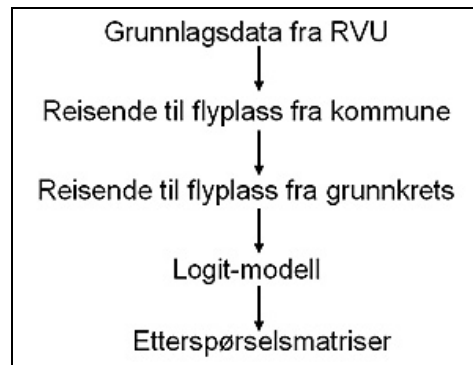 Grunnlagsdata fra RVU
Reisende til flyplass fra kommune
Reisende til flyplass fra grunnkrets
Logit-modell
Etterspørselsmatriser